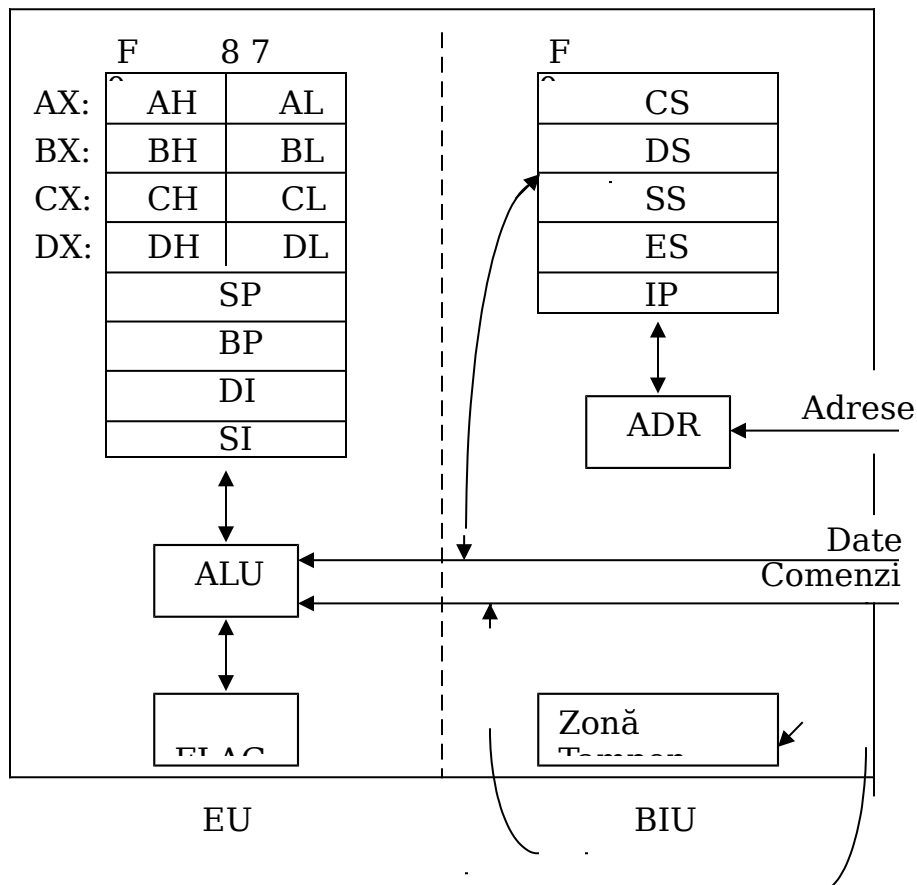 F 8 7
AX: AH AL
BX: BH BL
CX: CH CL
DX: DH DL
SP
BP
DI
SI
ALU
F
CS
DS
SS
ES
IP
ADR
Adrese
Date
Comenzi
Zonă
EU
BIU